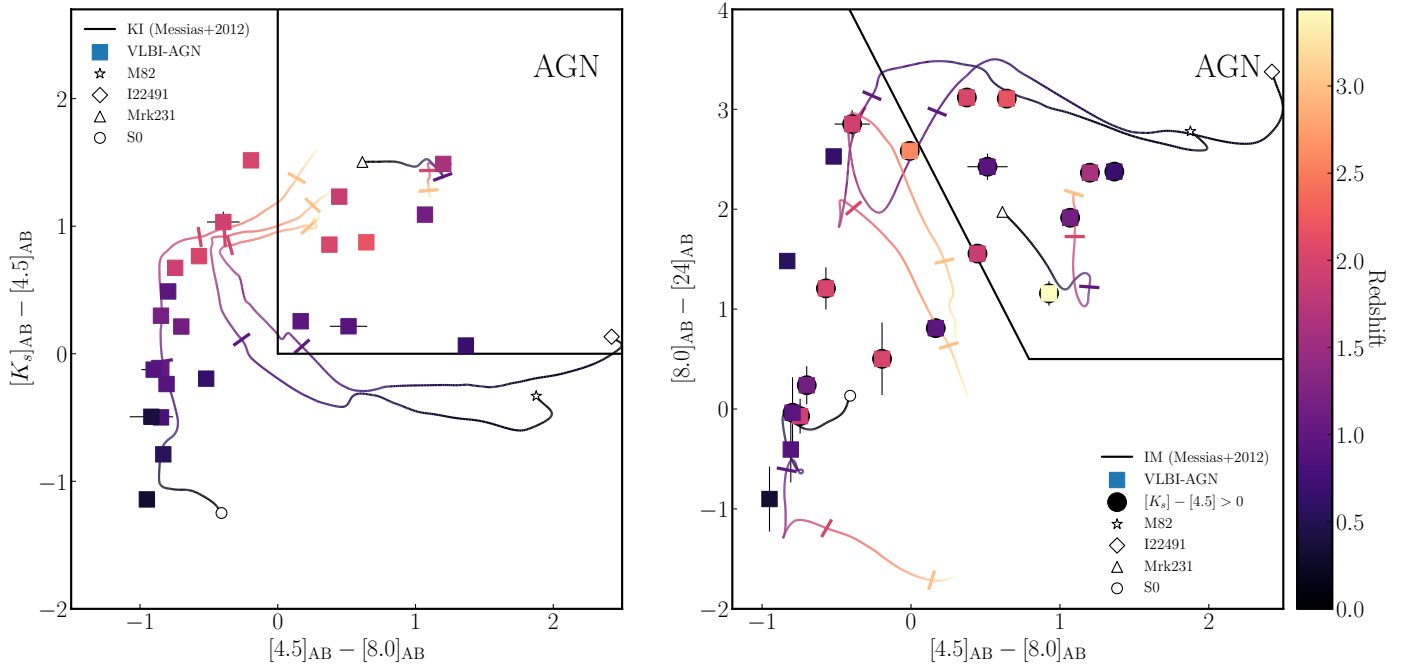 KI (Messias+2012)
VLBI-AGN
M82
I22491
Mrk231
S0
AGN
2
1
0
−1
−2
−1
0
1
2
[K_s]_AB − [4.5]_AB
[4.5]_AB − [8.0]_AB
AGN
4
3
2
1
0
−1
−2
−1
0
1
2
[8.0]_AB − [24]_AB
[4.5]_AB − [8.0]_AB
IM (Messias+2012)
VLBI-AGN
[K_s] − [4.5] > 0
M82
I22491
Mrk231
S0
3.0
2.5
2.0
1.5
1.0
0.5
0.0
Redshift